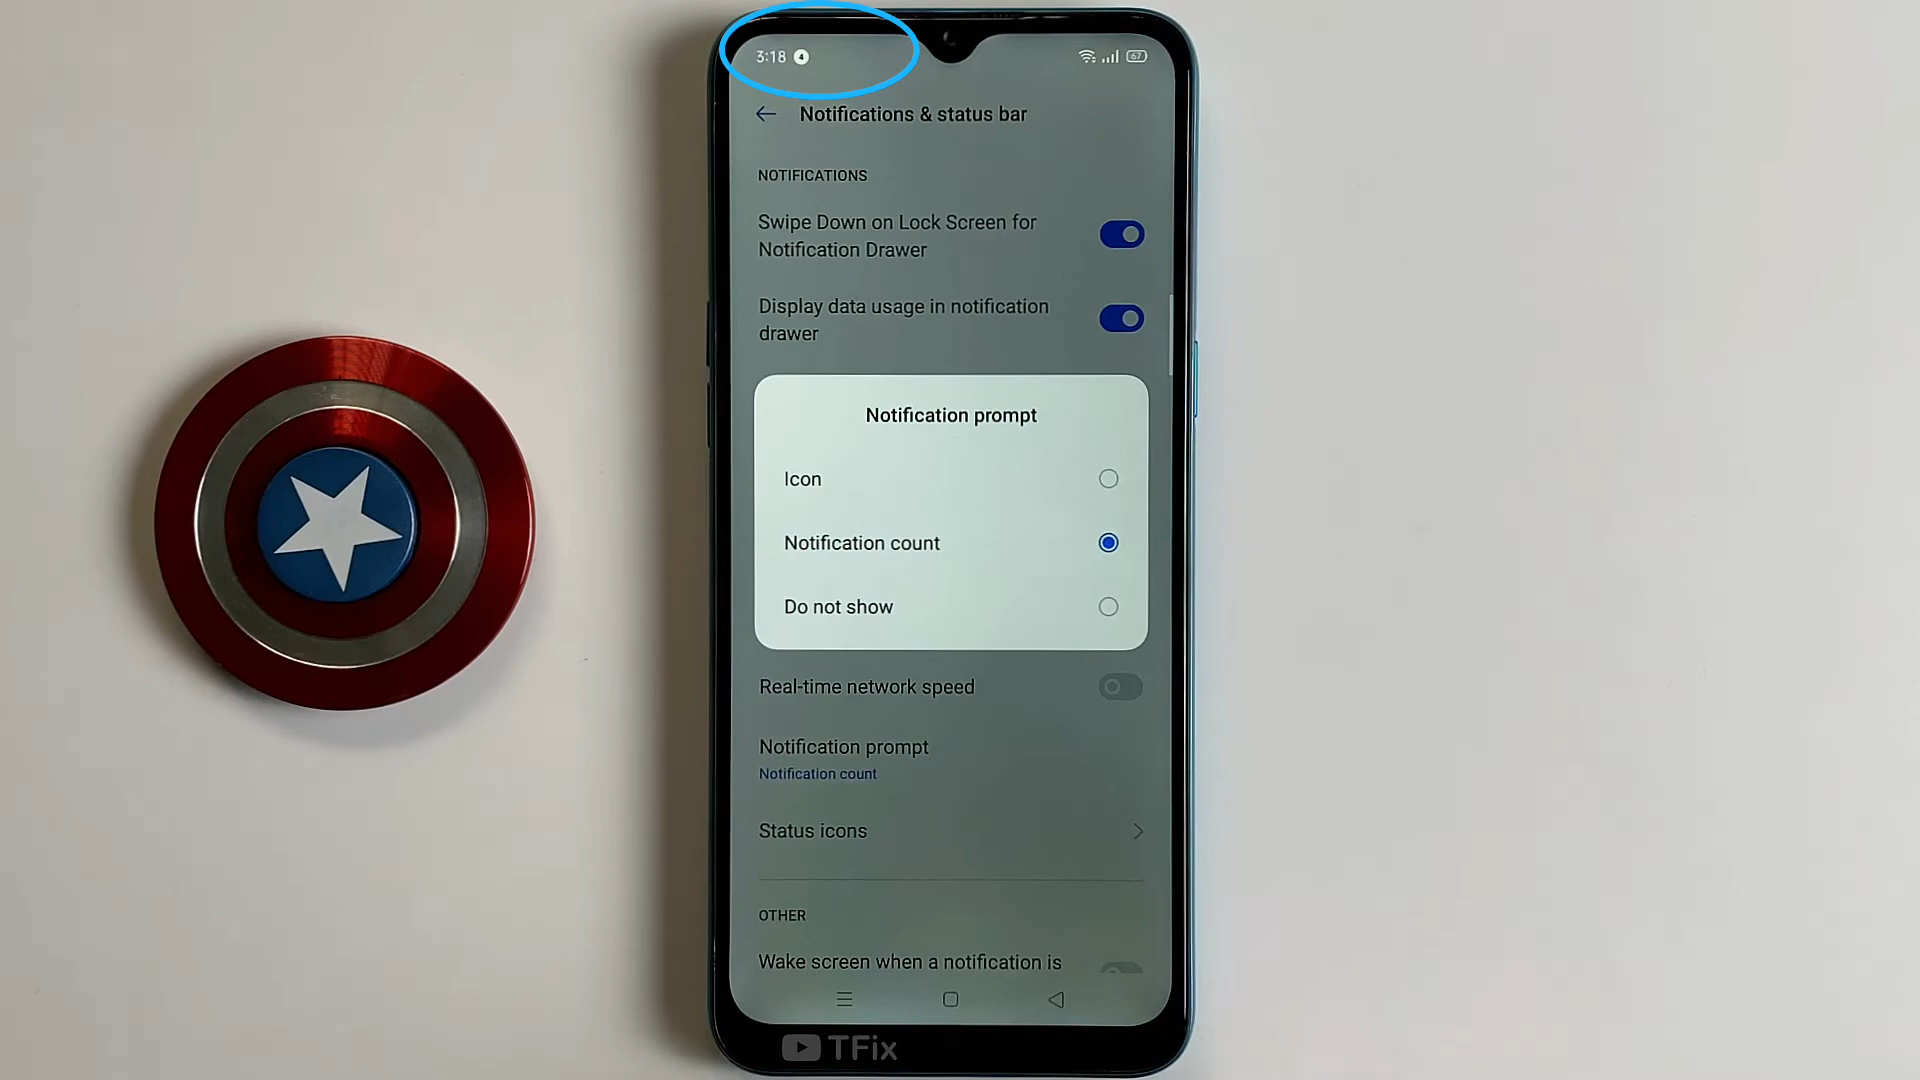 3:18 4
67
Notifications & status bar
NOTIFICATIONS
Swipe Down on Lock Screen for
Notification Drawer
Display data usage in notification
drawer
Notification prompt
Icon
Notification count
Do not show
Real-time network speed
Notification prompt
Notification count
Status icons
OTHER
Wake screen when a notification is
TFix